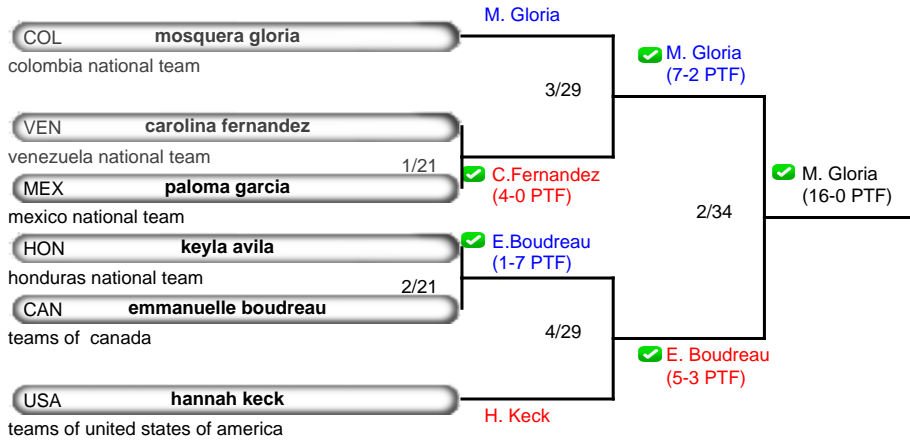 M. Gloria
COL mosquera gloria
colombia national team
M. Gloria
(7-2 PTF)
3/29
VEN carolina fernandez
venezuela national team
1/21
C.Fernandez
(4-0 PTF)
MEX paloma garcia
mexico national team
M. Gloria
(16-0 PTF)
2/34
HON keyla avila
honduras national team
E.Boudreau
(1-7 PTF)
2/21
CAN emmanuelle boudreau
teams of  canada
4/29
E. Boudreau
(5-3 PTF)
USA hannah keck
teams of united states of america
H. Keck